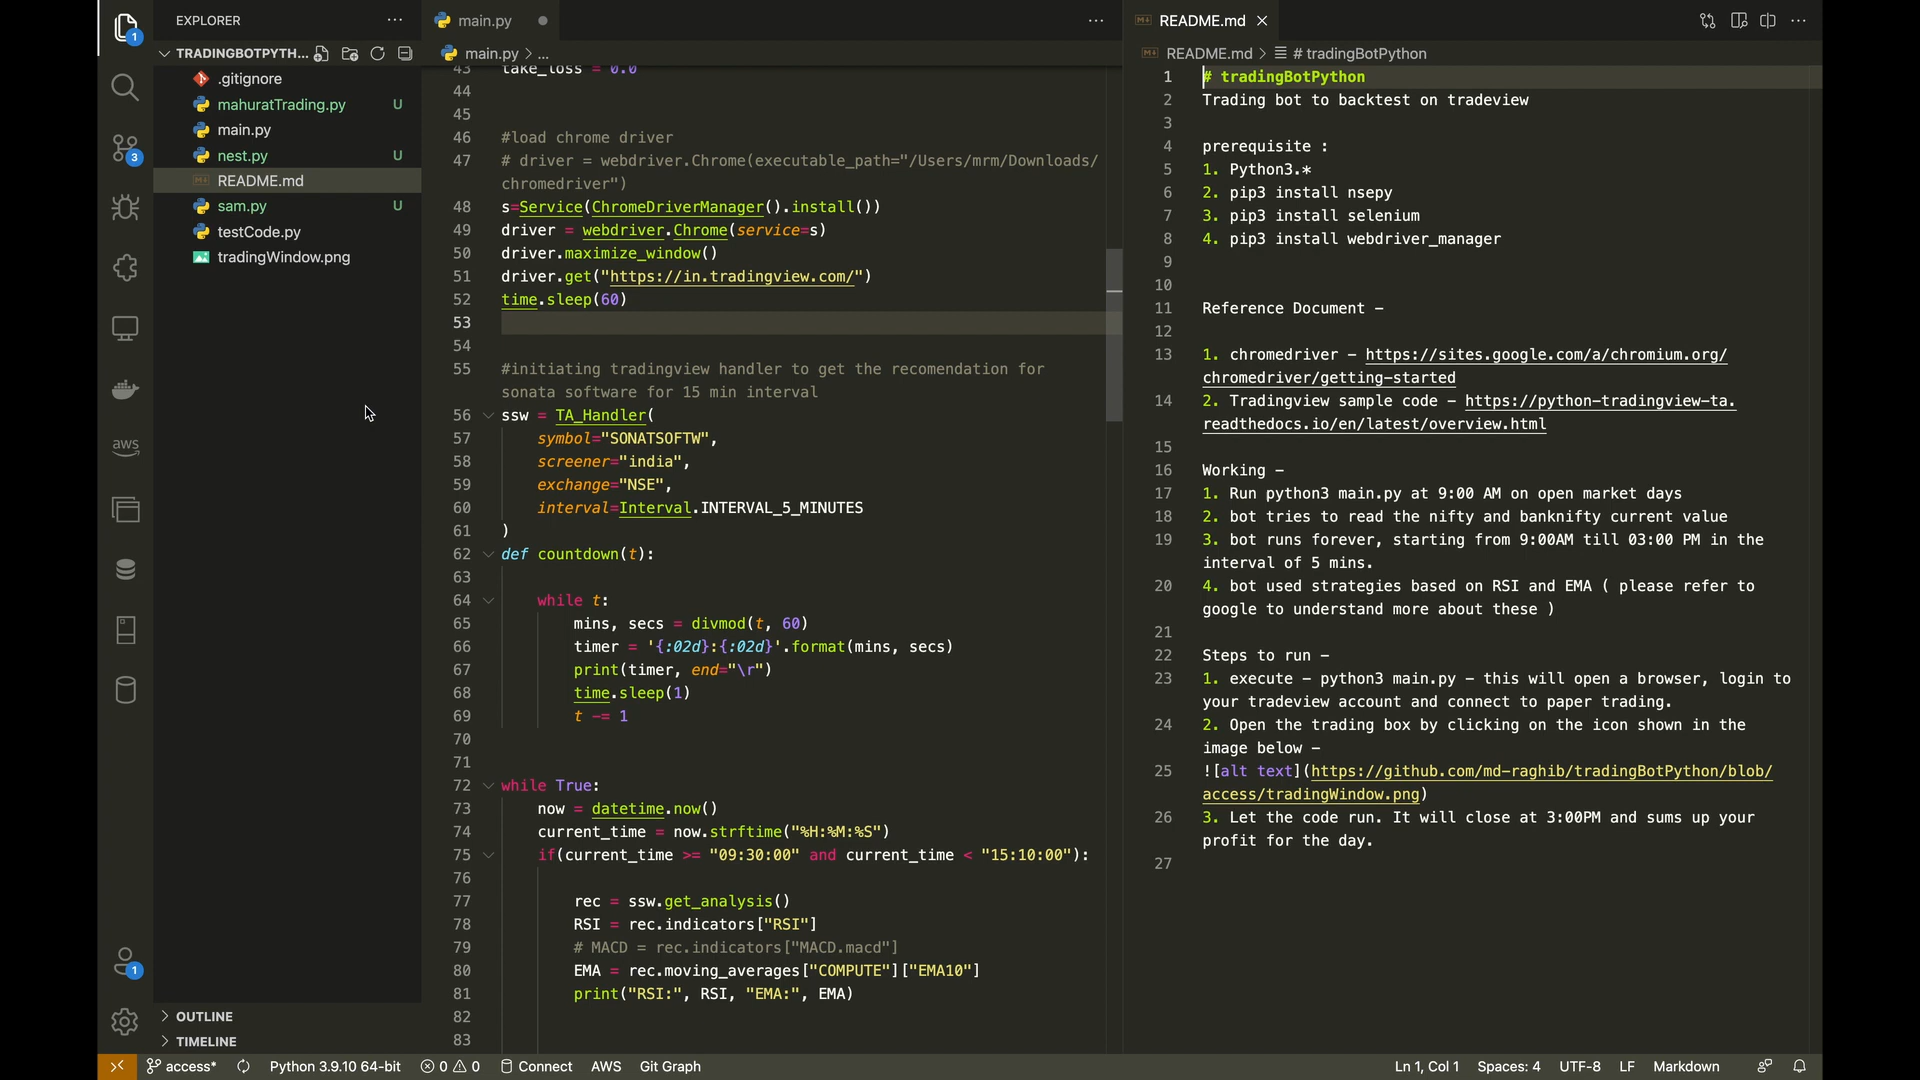 EXPLORER
TRADINGBOTPYTH...
.gitignore
mahuratTrading.py U
main.py
nest.py U
README.md
sam.py U
testCode.py
tradingWindow.png
OUTLINE
TIMELINE
main.py
main.py > ...
43 take_loss = 0.0
44
45
46 #load chrome driver
47 # driver = webdriver.Chrome(executable_path="/Users/mrm/Downloads/
chromedriver")
48 s=Service(ChromeDriverManager().install())
49 driver = webdriver.Chrome(service=s)
50 driver.maximize_window()
51 driver.get("https://in.tradingview.com/")
52 time.sleep(60)
53
54
55 #initiating tradingview handler to get the recomendation for
sonata software for 15 min interval
56 ssw = TA_Handler(
57 symbol="SONATSOFTW",
58 screener="india",
59 exchange="NSE",
60 interval=Interval.INTERVAL_5_MINUTES
61 )
62 def countdown(t):
63
64 while t:
65 mins, secs = divmod(t, 60)
66 timer = '{:02d}:{:02d}'.format(mins, secs)
67 print(timer, end="\r")
68 time.sleep(1)
69 t -= 1
70
71
72 while True:
73 now = datetime.now()
74 current_time = now.strftime("%H:%M:%S")
75 if(current_time >= "09:30:00" and current_time < "15:10:00"):
76
77 rec = ssw.get_analysis()
78 RSI = rec.indicators["RSI"]
79 # MACD = rec.indicators["MACD.macd"]
80 EMA = rec.moving_averages["COMPUTE"]["EMA10"]
81 print("RSI:", RSI, "EMA:", EMA)
82
83
README.md
README.md > # tradingBotPython
1 # tradingBotPython
2 Trading bot to backtest on tradeview
3
4 prerequisite :
5 1. Python3.*
6 2. pip3 install nsepy
7 3. pip3 install selenium
8 4. pip3 install webdriver_manager
9
10
11 Reference Document -
12
13 1. chromedriver - https://sites.google.com/a/chromium.org/
chromedriver/getting-started
14 2. Tradingview sample code - https://python-tradingview-ta.
readthedocs.io/en/latest/overview.html
15
16 Working -
17 1. Run python3 main.py at 9:00 AM on open market days
18 2. bot tries to read the nifty and banknifty current value
19 3. bot runs forever, starting from 9:00AM till 03:00 PM in the
interval of 5 mins.
20 4. bot used strategies based on RSI and EMA ( please refer to
google to understand more about these )
21
22 Steps to run -
23 1. execute - python3 main.py - this will open a browser, login to
your tradeview account and connect to paper trading.
24 2. Open the trading box by clicking on the icon shown in the
image below -
25 ![alt text](https://github.com/md-raghib/tradingBotPython/blob/
access/tradingWindow.png)
26 3. Let the code run. It will close at 3:00PM and sums up your
profit for the day.
27
1
3
aws
1
access* Python 3.9.10 64-bit 0 0 Connect AWS Git Graph Ln 1, Col 1 Spaces: 4 UTF-8 LF Markdown